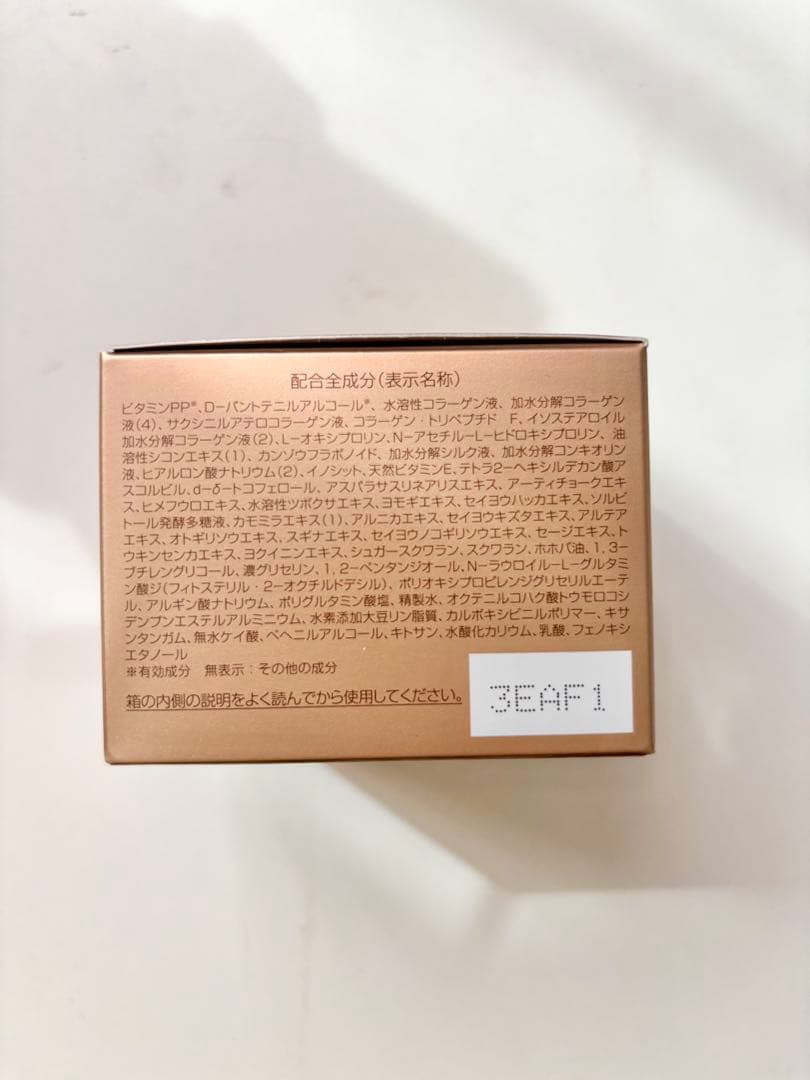 配合全成分(表示名称)
ビタミンPP※、D-パントテニルアルコール※、水溶性コラーゲン液、加水分解コラーゲン
液(4)、サクシニルアテロコラーゲン液、コラーゲン・トリペプチド F、イソステアロイル
加水分解コラーゲン液(2)、L-オキシプロリン、N-アセチル-L-ヒドロキシプロリン、油
溶性シコンエキス(1)、カンゾウフラボノイド、加水分解シルク液、加水分解コンキオリン
液、ヒアルロン酸ナトリウム(2)、イノシット、天然ビタミンE、テトラ2-ヘキシルデカン酸ア
スコルビル、d-δ-トコフェロール、アスパラサスリネアリスエキス、アーティチョークエキ
ス、ヒメフウロエキス、水溶性ツボクサエキス、ヨモギエキス、セイヨウハッカエキス、ソルビ
トール発酵多糖液、カモミラエキス(1)、アルニカエキス、セイヨウキズタエキス、アルテア
エキス、オトギリソウエキス、スギナエキス、セイヨウノコギリソウエキス、セージエキス、ト
ウキンセンカエキス、ヨクイニンエキス、シュガースクワラン、スクワラン、ホホバ油、1,3-
ブチレングリコール、濃グリセリン、1,2-ペンタンジオール、N-ラウロイル-L-グルタミ
ン酸ジ(フィトステリル・2-オクチルドデシル)、ポリオキシプロピレンジグリセリルエーテ
ル、アルギン酸ナトリウム、ポリグルタミン酸塩、精製水、オクテニルコハク酸トウモロコシ
デンプンエステルアルミニウム、水素添加大豆リン脂質、カルボキシビニルポリマー、キサ
ンタンガム、無水ケイ酸、ベヘニルアルコール、キトサン、水酸化カリウム、乳酸、フェノキシ
エタノール
※有効成分 無表示:その他の成分
箱の内側の説明をよく読んでから使用してください。
3EAF1